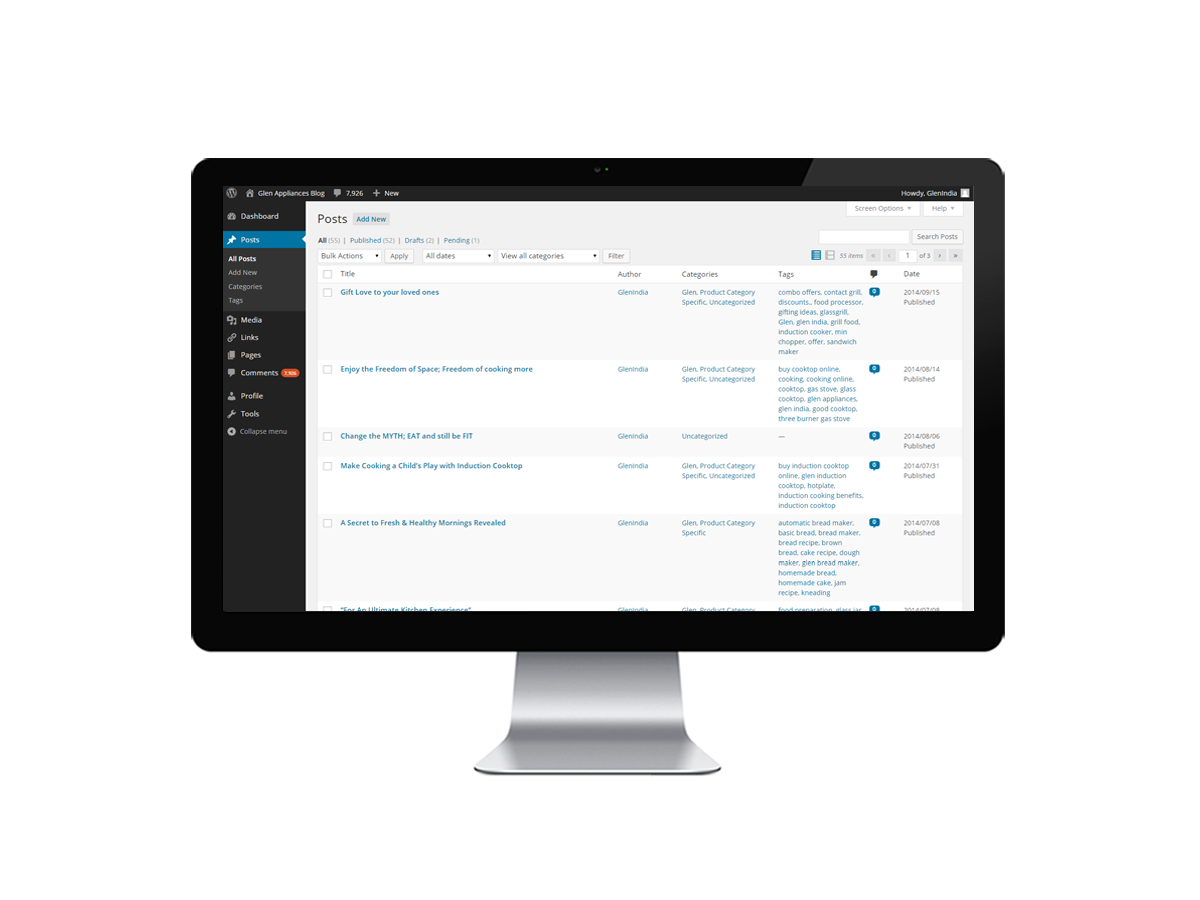 Glen Appliances Blog 7,926 + New Howdy, GlenIndia
Screen Options Help
Dashboard
Posts
All Posts
Add New
Categories
Tags
Media
Links
Pages
Comments 7,926
Profile
Tools
Collapse menu
Posts Add New
All (55) | Published (52) | Drafts (2) | Pending (1)
Search Posts
Bulk Actions Apply All dates View all categories Filter
55 items « ‹ 1 of 3 › »
Title Author Categories Tags Date
Gift Love to your loved ones
GlenIndia
Glen, Product Category
Specific, Uncategorized
combo offers, contact grill,
discounts,, food processor,
gifting ideas, glassgrill,
Glen, glen india, grill food,
induction cooker, min
chopper, offer, sandwich
maker
0
2014/09/15
Published
Enjoy the Freedom of Space; Freedom of cooking more
GlenIndia
Glen, Product Category
Specific, Uncategorized
buy cooktop online,
cooking, cooking online,
cooktop, gas stove, glass
cooktop, glen appliances,
glen india, good cooktop,
three burner gas stove
0
2014/08/14
Published
Change the MYTH; EAT and still be FIT
GlenIndia
Uncategorized
—
0
2014/08/06
Published
Make Cooking a Child's Play with Induction Cooktop
GlenIndia
Glen, Product Category
Specific, Uncategorized
buy induction cooktop
online, glen induction
cooktop, hotplate,
induction cooking benefits,
induction cooktop
0
2014/07/31
Published
A Secret to Fresh & Healthy Mornings Revealed
GlenIndia
Glen, Product Category
Specific
automatic bread maker,
basic bread, bread maker,
bread recipe, brown
bread, cake recipe, dough
maker, glen bread maker,
homemade bread,
homemade cake, jam
recipe, kneading
0
2014/07/08
Published
"For An Ultimate Kitchen Experience"
GlenIndia
Glen, Product Category
food preparation, glass jar
0
2014/07/08